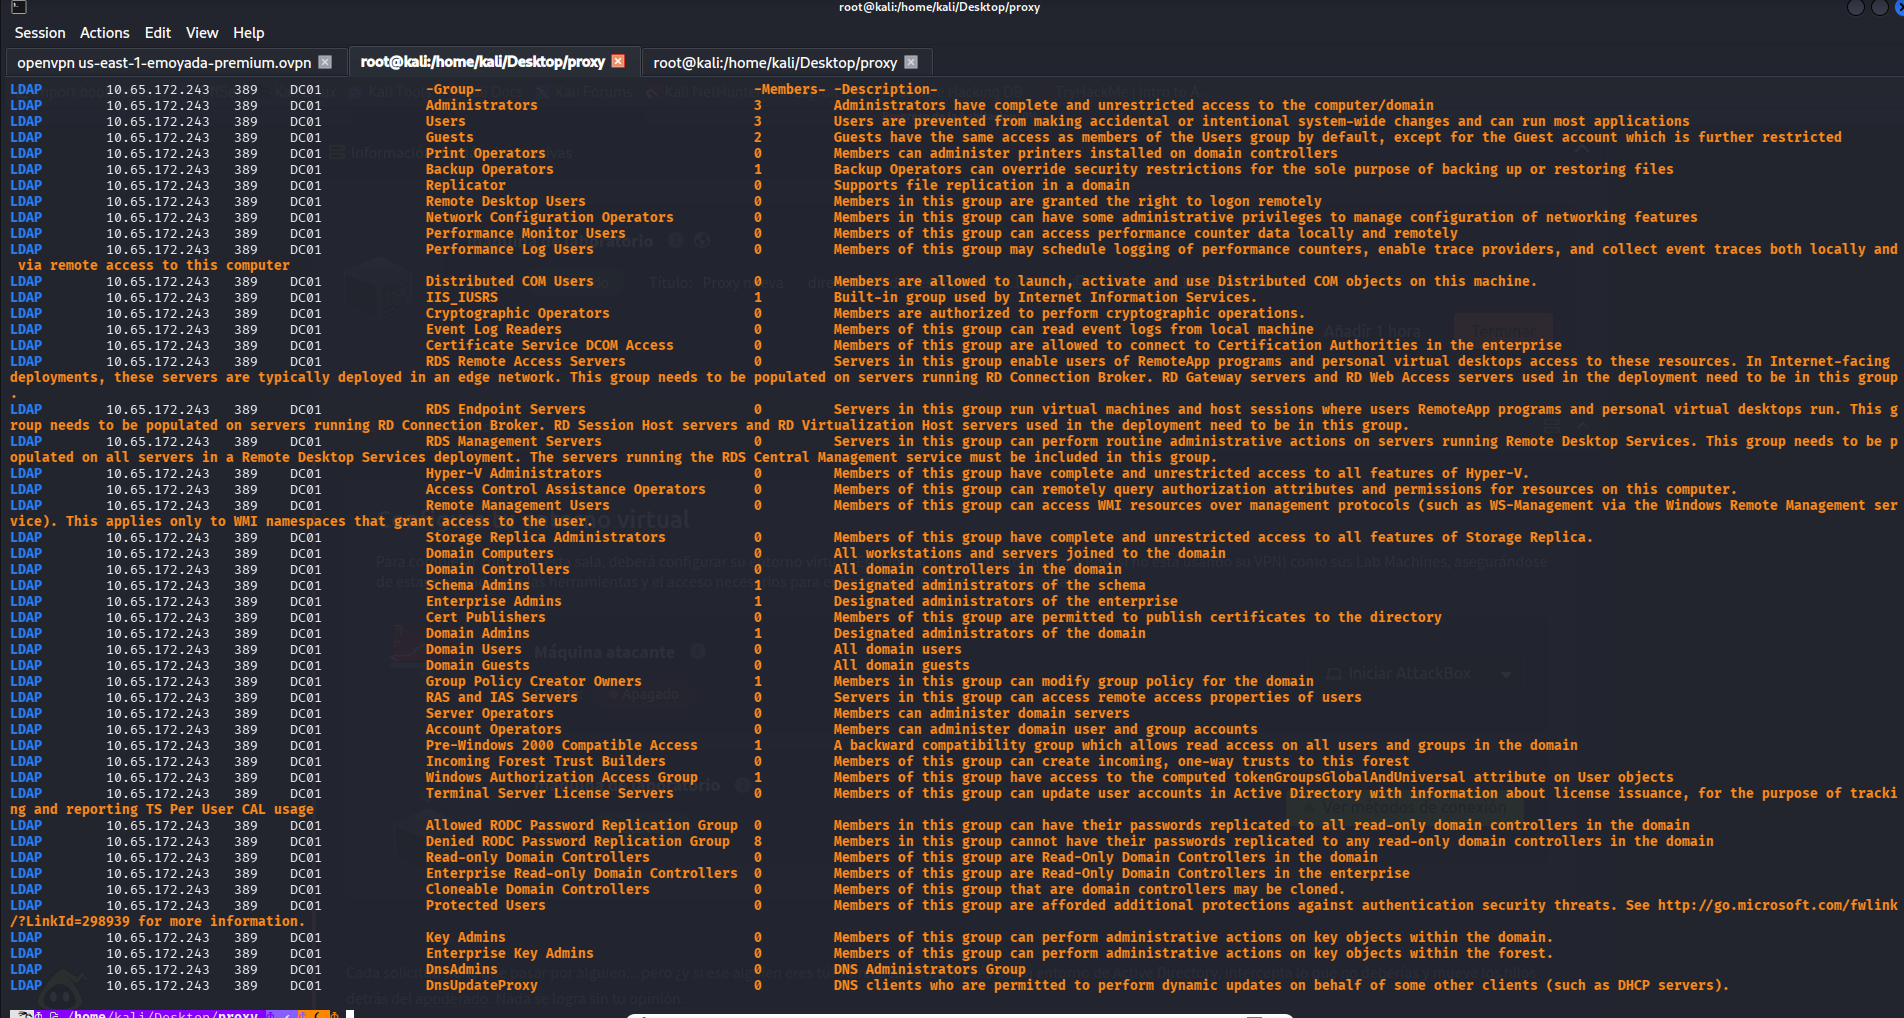 root@kali:/home/kali/Desktop/proxy
Session Actions Edit View Help
openvpn us-east-1-emoyada-premium.ovpn root@kali:/home/kali/Desktop/proxy root@kali:/home/kali/Desktop/proxy
LDAP 10.65.172.243 389 DC01 -Group- -Members- -Description-
LDAP 10.65.172.243 389 DC01 Administrators 3 Administrators have complete and unrestricted access to the computer/domain
LDAP 10.65.172.243 389 DC01 Users 3 Users are prevented from making accidental or intentional system-wide changes and can run most applications
LDAP 10.65.172.243 389 DC01 Guests 2 Guests have the same access as members of the Users group by default, except for the Guest account which is further restricted
LDAP 10.65.172.243 389 DC01 Print Operators 0 Members can administer printers installed on domain controllers
LDAP 10.65.172.243 389 DC01 Backup Operators 1 Backup Operators can override security restrictions for the sole purpose of backing up or restoring files
LDAP 10.65.172.243 389 DC01 Replicator 0 Supports file replication in a domain
LDAP 10.65.172.243 389 DC01 Remote Desktop Users 0 Members in this group are granted the right to logon remotely
LDAP 10.65.172.243 389 DC01 Network Configuration Operators 0 Members in this group can have some administrative privileges to manage configuration of networking features
LDAP 10.65.172.243 389 DC01 Performance Monitor Users 0 Members of this group can access performance counter data locally and remotely
LDAP 10.65.172.243 389 DC01 Performance Log Users 0 Members of this group may schedule logging of performance counters, enable trace providers, and collect event traces both locally and
via remote access to this computer
LDAP 10.65.172.243 389 DC01 Distributed COM Users 0 Members are allowed to launch, activate and use Distributed COM objects on this machine.
LDAP 10.65.172.243 389 DC01 IIS_IUSRS 1 Built-in group used by Internet Information Services.
LDAP 10.65.172.243 389 DC01 Cryptographic Operators 0 Members are authorized to perform cryptographic operations.
LDAP 10.65.172.243 389 DC01 Event Log Readers 0 Members of this group can read event logs from local machine
LDAP 10.65.172.243 389 DC01 Certificate Service DCOM Access 0 Members of this group are allowed to connect to Certification Authorities in the enterprise
LDAP 10.65.172.243 389 DC01 RDS Remote Access Servers 0 Servers in this group enable users of RemoteApp programs and personal virtual desktops access to these resources. In Internet-facing
deployments, these servers are typically deployed in an edge network. This group needs to be populated on servers running RD Connection Broker. RD Gateway servers and RD Web Access servers used in the deployment need to be in this group
.
LDAP 10.65.172.243 389 DC01 RDS Endpoint Servers 0 Servers in this group run virtual machines and host sessions where users RemoteApp programs and personal virtual desktops run. This g
roup needs to be populated on servers running RD Connection Broker. RD Session Host servers and RD Virtualization Host servers used in the deployment need to be in this group.
LDAP 10.65.172.243 389 DC01 RDS Management Servers 0 Servers in this group can perform routine administrative actions on servers running Remote Desktop Services. This group needs to be p
opulated on all servers in a Remote Desktop Services deployment. The servers running the RDS Central Management service must be included in this group.
LDAP 10.65.172.243 389 DC01 Hyper-V Administrators 0 Members of this group have complete and unrestricted access to all features of Hyper-V.
LDAP 10.65.172.243 389 DC01 Access Control Assistance Operators 0 Members of this group can remotely query authorization attributes and permissions for resources on this computer.
LDAP 10.65.172.243 389 DC01 Remote Management Users 0 Members of this group can access WMI resources over management protocols (such as WS-Management via the Windows Remote Management ser
vice). This applies only to WMI namespaces that grant access to the user.
LDAP 10.65.172.243 389 DC01 Storage Replica Administrators 0 Members of this group have complete and unrestricted access to all features of Storage Replica.
LDAP 10.65.172.243 389 DC01 Domain Computers 0 All workstations and servers joined to the domain
LDAP 10.65.172.243 389 DC01 Domain Controllers 0 All domain controllers in the domain
LDAP 10.65.172.243 389 DC01 Schema Admins 1 Designated administrators of the schema
LDAP 10.65.172.243 389 DC01 Enterprise Admins 1 Designated administrators of the enterprise
LDAP 10.65.172.243 389 DC01 Cert Publishers 0 Members of this group are permitted to publish certificates to the directory
LDAP 10.65.172.243 389 DC01 Domain Admins 1 Designated administrators of the domain
LDAP 10.65.172.243 389 DC01 Domain Users 0 All domain users
LDAP 10.65.172.243 389 DC01 Domain Guests 0 All domain guests
LDAP 10.65.172.243 389 DC01 Group Policy Creator Owners 1 Members in this group can modify group policy for the domain
LDAP 10.65.172.243 389 DC01 RAS and IAS Servers 0 Servers in this group can access remote access properties of users
LDAP 10.65.172.243 389 DC01 Server Operators 0 Members can administer domain servers
LDAP 10.65.172.243 389 DC01 Account Operators 0 Members can administer domain user and group accounts
LDAP 10.65.172.243 389 DC01 Pre-Windows 2000 Compatible Access 1 A backward compatibility group which allows read access on all users and groups in the domain
LDAP 10.65.172.243 389 DC01 Incoming Forest Trust Builders 0 Members of this group can create incoming, one-way trusts to this forest
LDAP 10.65.172.243 389 DC01 Windows Authorization Access Group 1 Members of this group have access to the computed tokenGroupsGlobalAndUniversal attribute on User objects
LDAP 10.65.172.243 389 DC01 Terminal Server License Servers 0 Members of this group can update user accounts in Active Directory with information about license issuance, for the purpose of tracki
ng and reporting TS Per User CAL usage
LDAP 10.65.172.243 389 DC01 Allowed RODC Password Replication Group 0 Members in this group can have their passwords replicated to all read-only domain controllers in the domain
LDAP 10.65.172.243 389 DC01 Denied RODC Password Replication Group 8 Members in this group cannot have their passwords replicated to any read-only domain controllers in the domain
LDAP 10.65.172.243 389 DC01 Read-only Domain Controllers 0 Members of this group are Read-Only Domain Controllers in the domain
LDAP 10.65.172.243 389 DC01 Enterprise Read-only Domain Controllers 0 Members of this group are Read-Only Domain Controllers in the enterprise
LDAP 10.65.172.243 389 DC01 Cloneable Domain Controllers 0 Members of this group that are domain controllers may be cloned.
LDAP 10.65.172.243 389 DC01 Protected Users 0 Members of this group are afforded additional protections against authentication security threats. See http://go.microsoft.com/fwlink
/?LinkId=298939 for more information.
LDAP 10.65.172.243 389 DC01 Key Admins 0 Members of this group can perform administrative actions on key objects within the domain.
LDAP 10.65.172.243 389 DC01 Enterprise Key Admins 0 Members of this group can perform administrative actions on key objects within the forest.
LDAP 10.65.172.243 389 DC01 DnsAdmins 0 DNS Administrators Group
LDAP 10.65.172.243 389 DC01 DnsUpdateProxy 0 DNS clients who are permitted to perform dynamic updates on behalf of some other clients (such as DHCP servers).
/home/kali/Desktop/proxy